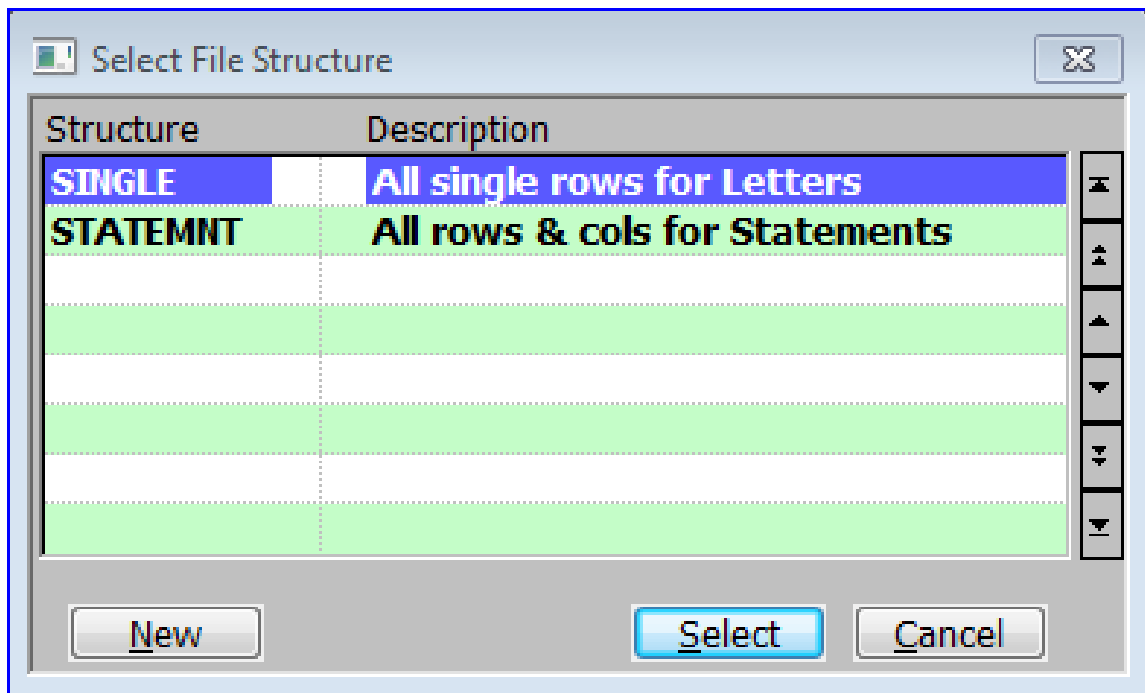 Select File Structure
Structure Description
SINGLE All single rows for Letters
STATEMNT All rows & cols for Statements
New Select Cancel